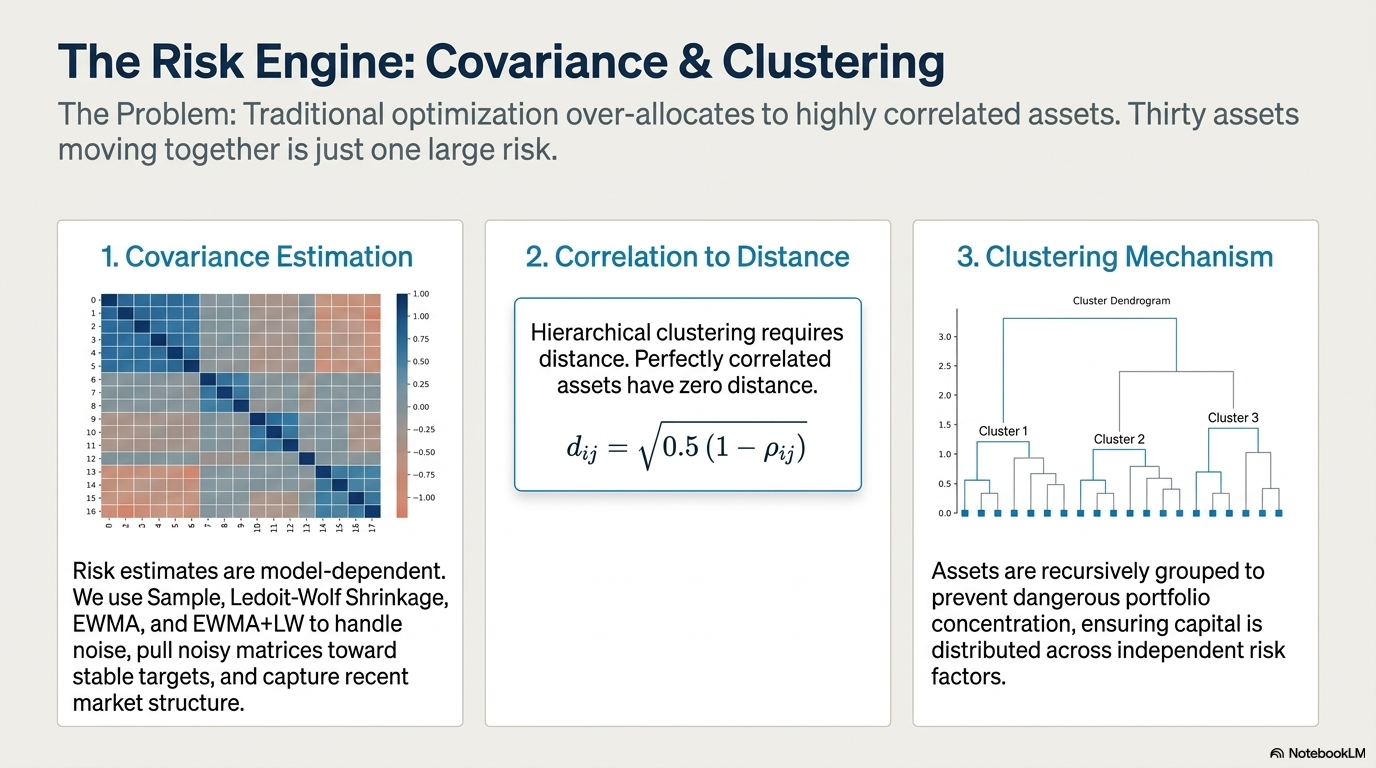 The Risk Engine: Covariance & Clustering
The Problem: Traditional optimization over-allocates to highly correlated assets. Thirty assets
moving together is just one large risk.
1. Covariance Estimation
0
1
2
3
4
5
6
7
8
9
10
11
12
13
14
15
16
0 2 3 4 5 6 7 8 9 10 11 12 13 14 15 16 17
1.00
1.00
0.75
0.50
0.25
0.00
−0.25
−0.50
−0.75
−1.00
Risk estimates are model-dependent.
We use Sample, Ledoit-Wolf Shrinkage,
EWMA, and EWMA+LW to handle
noise, pull noisy matrices toward
stable targets, and capture recent
market structure.
2. Correlation to Distance
Hierarchical clustering requires
distance. Perfectly correlated
assets have zero distance.
d_{ij} = √(0.5 (1 − ρ_{ij}))
3. Clustering Mechanism
Cluster Dendrogram
3.0
2.5
2.0
1.5
1.0
0.5
0.0
Cluster 1
Cluster 2
Cluster 3
Assets are recursively grouped to
prevent dangerous portfolio
concentration, ensuring capital is
distributed across independent risk
factors.
NotebookLM